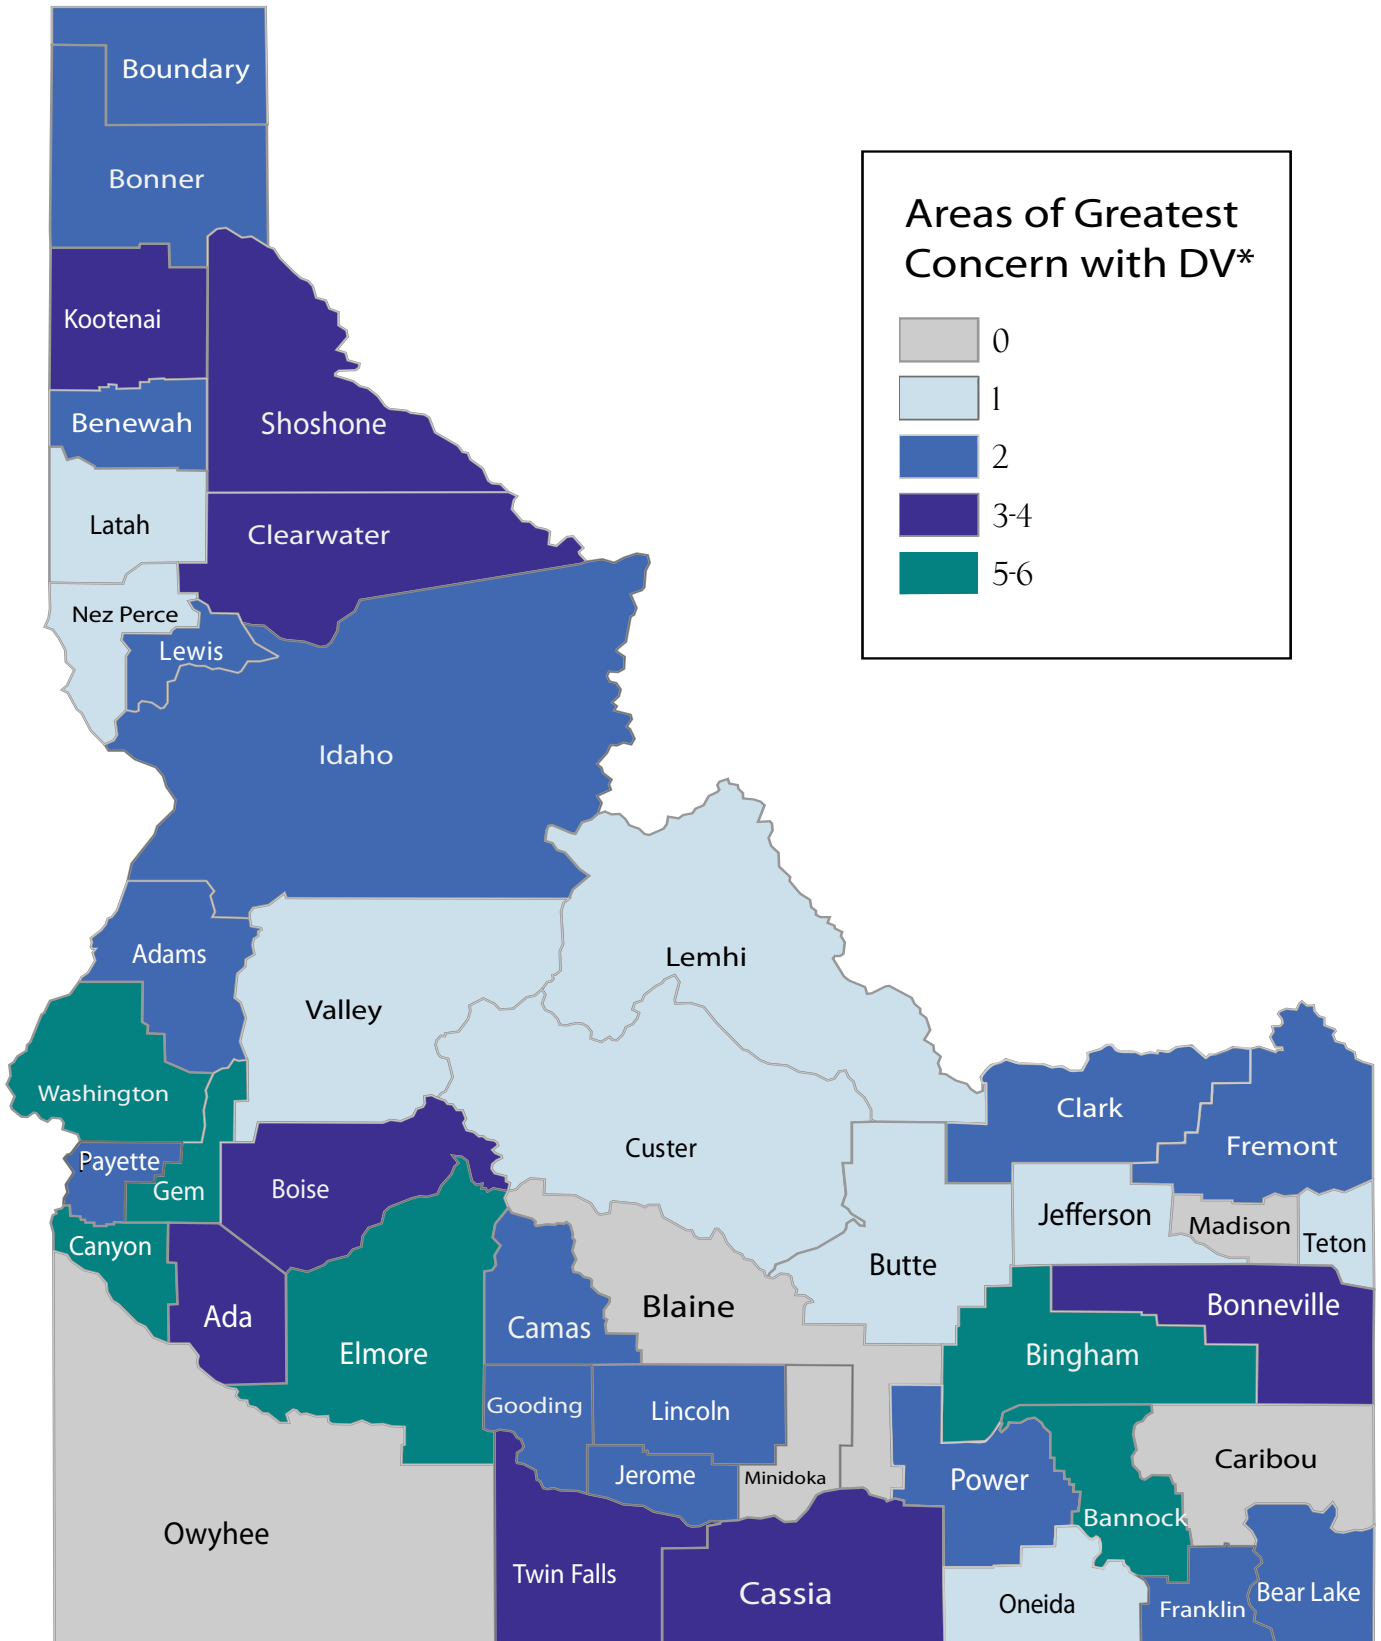 Boundary
Bonner
Areas of Greatest
Concern with DV*
0
1
2
3-4
5-6
Kootenai
Benewah
Shoshone
Latah
Clearwater
Nez Perce
Lewis
Idaho
Adams
Lemhi
Valley
Washington
Clark
Custer
Fremont
Payette
Gem
Boise
Jefferson
Madison
Canyon
Teton
Butte
Ada
Blaine
Bonneville
Camas
Elmore
Bingham
Gooding
Lincoln
Caribou
Jerome
Minidoka
Power
Bannock
Owyhee
Twin Falls
Cassia
Oneida
Franklin
Bear Lake